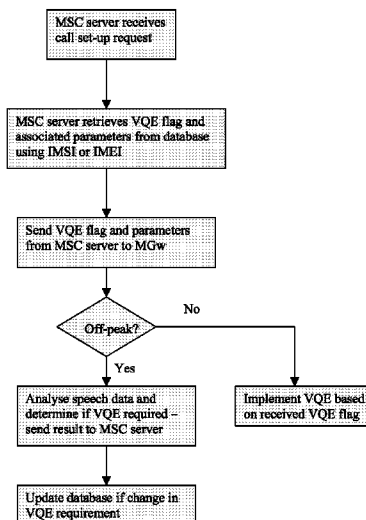 MSC server receives
call set-up request
MSC server retrieves VQE flag and
associated parameters from database
using IMSI or IMEI
Send VQE flag and parameters
from MSC server to MGw
Off-peak?
No
Yes
Analyse speech data and
determine if VQE required –
send result to MSC server
Implement VQE based
on received VQE flag
Update database if change in
VQE requirement